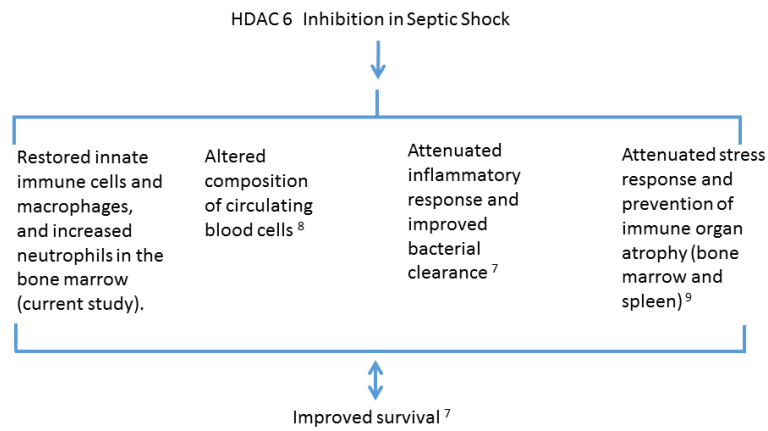 HDAC 6 Inhibition in Septic Shock
Restored innate
immune cells and
macrophages,
and increased
neutrophils in the
bone marrow
(current study).
Altered
composition
of circulating
blood cells 8
Attenuated
inflammatory
response and
improved
bacterial
clearance 7
Attenuated stress
response and
prevention of
immune organ
atrophy (bone
marrow and
spleen) 9
Improved survival 7